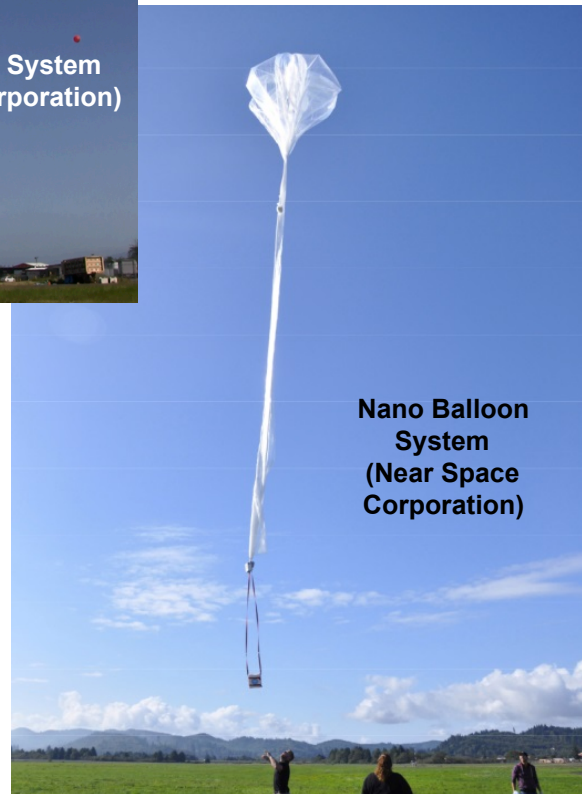 System
rporation)
Nano Balloon
System
(Near Space
Corporation)